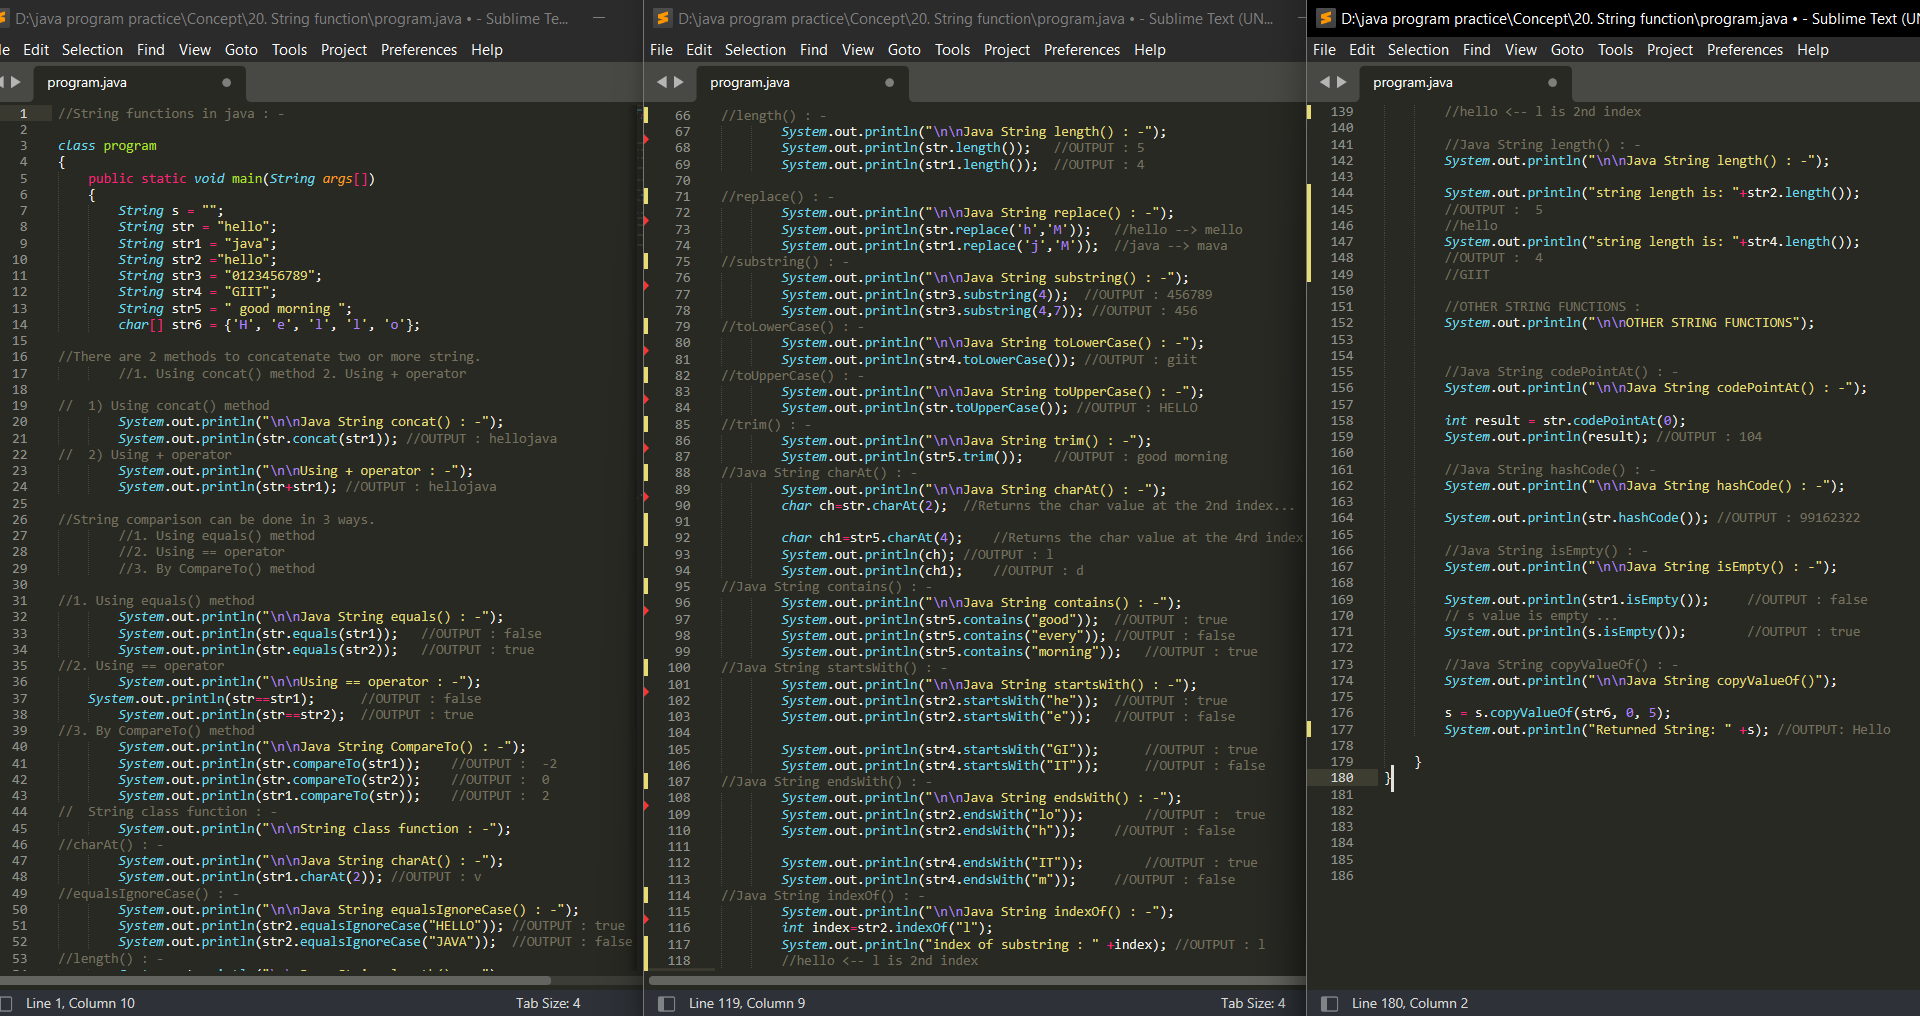 D:\java program practice\Concept\20. String function\program.java • - Sublime Te...
le Edit Selection Find View Goto Tools Project Preferences Help
program.java
1 //String functions in java : -
2
3 class program
4 {
5 public static void main(String args[])
6 {
7 String s = "";
8 String str = "hello";
9 String str1 = "java";
10 String str2 ="hello";
11 String str3 = "0123456789";
12 String str4 = "GIIT";
13 String str5 = " good morning ";
14 char[] str6 = {'H', 'e', 'l', 'l', 'o'};
15
16 //There are 2 methods to concatenate two or more string.
17 //1. Using concat() method 2. Using + operator
18
19 // 1) Using concat() method
20 System.out.println("\n\nJava String concat() : -");
21 System.out.println(str.concat(str1)); //OUTPUT : hellojava
22 // 2) Using + operator
23 System.out.println("\n\nUsing + operator : -");
24 System.out.println(str+str1); //OUTPUT : hellojava
25
26 //String comparison can be done in 3 ways.
27 //1. Using equals() method
28 //2. Using == operator
29 //3. By CompareTo() method
30
31 //1. Using equals() method
32 System.out.println("\n\nJava String equals() : -");
33 System.out.println(str.equals(str1)); //OUTPUT : false
34 System.out.println(str.equals(str2)); //OUTPUT : true
35 //2. Using == operator
36 System.out.println("\n\nUsing == operator : -");
37 System.out.println(str==str1); //OUTPUT : false
38 System.out.println(str==str2); //OUTPUT : true
39 //3. By CompareTo() method
40 System.out.println("\n\nJava String CompareTo() : -");
41 System.out.println(str.compareTo(str1)); //OUTPUT : -2
42 System.out.println(str.compareTo(str2)); //OUTPUT : 0
43 System.out.println(str1.compareTo(str)); //OUTPUT : 2
44 // String class function : -
45 System.out.println("\n\nString class function : -");
46 //charAt() : -
47 System.out.println("\n\nJava String charAt() : -");
48 System.out.println(str1.charAt(2)); //OUTPUT : v
49 //equalsIgnoreCase() : -
50 System.out.println("\n\nJava String equalsIgnoreCase() : -");
51 System.out.println(str2.equalsIgnoreCase("HELLO")); //OUTPUT : true
52 System.out.println(str2.equalsIgnoreCase("JAVA")); //OUTPUT : false
53 //length() : -
Line 1, Column 10 Tab Size: 4
D:\java program practice\Concept\20. String function\program.java • - Sublime Text (UN...
File Edit Selection Find View Goto Tools Project Preferences Help
program.java
66 //length() : -
67 System.out.println("\n\nJava String length() : -");
68 System.out.println(str.length()); //OUTPUT : 5
69 System.out.println(str1.length()); //OUTPUT : 4
70
71 //replace() : -
72 System.out.println("\n\nJava String replace() : -");
73 System.out.println(str.replace('h','M')); //hello --> mello
74 System.out.println(str1.replace('j','M')); //java --> mava
75 //substring() : -
76 System.out.println("\n\nJava String substring() : -");
77 System.out.println(str3.substring(4)); //OUTPUT : 456789
78 System.out.println(str3.substring(4,7)); //OUTPUT : 456
79 //toLowerCase() : -
80 System.out.println("\n\nJava String toLowerCase() : -");
81 System.out.println(str4.toLowerCase()); //OUTPUT : giit
82 //toUpperCase() : -
83 System.out.println("\n\nJava String toUpperCase() : -");
84 System.out.println(str.toUpperCase()); //OUTPUT : HELLO
85 //trim() : -
86 System.out.println("\n\nJava String trim() : -");
87 System.out.println(str5.trim()); //OUTPUT : good morning
88 //Java String charAt() : -
89 System.out.println("\n\nJava String charAt() : -");
90 char ch=str.charAt(2); //Returns the char value at the 2nd index...
91
92 char ch1=str5.charAt(4); //Returns the char value at the 4rd index
93 System.out.println(ch); //OUTPUT : l
94 System.out.println(ch1); //OUTPUT : d
95 //Java String contains() : -
96 System.out.println("\n\nJava String contains() : -");
97 System.out.println(str5.contains("good")); //OUTPUT : true
98 System.out.println(str5.contains("every")); //OUTPUT : false
99 System.out.println(str5.contains("morning")); //OUTPUT : true
100 //Java String startsWith() : -
101 System.out.println("\n\nJava String startsWith() : -");
102 System.out.println(str2.startsWith("he")); //OUTPUT : true
103 System.out.println(str2.startsWith("e")); //OUTPUT : false
104
105 System.out.println(str4.startsWith("GI")); //OUTPUT : true
106 System.out.println(str4.startsWith("IT")); //OUTPUT : false
107 //Java String endsWith() : -
108 System.out.println("\n\nJava String endsWith() : -");
109 System.out.println(str2.endsWith("lo")); //OUTPUT : true
110 System.out.println(str2.endsWith("h")); //OUTPUT : false
111
112 System.out.println(str4.endsWith("IT")); //OUTPUT : true
113 System.out.println(str4.endsWith("m")); //OUTPUT : false
114 //Java String indexOf() : -
115 System.out.println("\n\nJava String indexOf() : -");
116 int index=str2.indexOf("l");
117 System.out.println("index of substring : " +index); //OUTPUT : l
118 //hello <-- l is 2nd index
Line 119, Column 9 Tab Size: 4
D:\java program practice\Concept\20. String function\program.java • - Sublime Text (UN
File Edit Selection Find View Goto Tools Project Preferences Help
program.java
139 //hello <-- l is 2nd index
140
141 //Java String length() : -
142 System.out.println("\n\nJava String length() : -");
143
144 System.out.println("string length is: "+str2.length());
145 //OUTPUT : 5
146 //hello
147 System.out.println("string length is: "+str4.length());
148 //OUTPUT : 4
149 //GIIT
150
151 //OTHER STRING FUNCTIONS :
152 System.out.println("\n\nOTHER STRING FUNCTIONS");
153
154
155 //Java String codePointAt() : -
156 System.out.println("\n\nJava String codePointAt() : -");
157
158 int result = str.codePointAt(0);
159 System.out.println(result); //OUTPUT : 104
160
161 //Java String hashCode() : -
162 System.out.println("\n\nJava String hashCode() : -");
163
164 System.out.println(str.hashCode()); //OUTPUT : 99162322
165
166 //Java String isEmpty() : -
167 System.out.println("\n\nJava String isEmpty() : -");
168
169 System.out.println(str1.isEmpty()); //OUTPUT : false
170 // s value is empty ...
171 System.out.println(s.isEmpty()); //OUTPUT : true
172
173 //Java String copyValueOf() : -
174 System.out.println("\n\nJava String copyValueOf()");
175
176 s = s.copyValueOf(str6, 0, 5);
177 System.out.println("Returned String: " +s); //OUTPUT: Hello
178
179 }
180 }
181
182
183
184
185
186
Line 180, Column 2